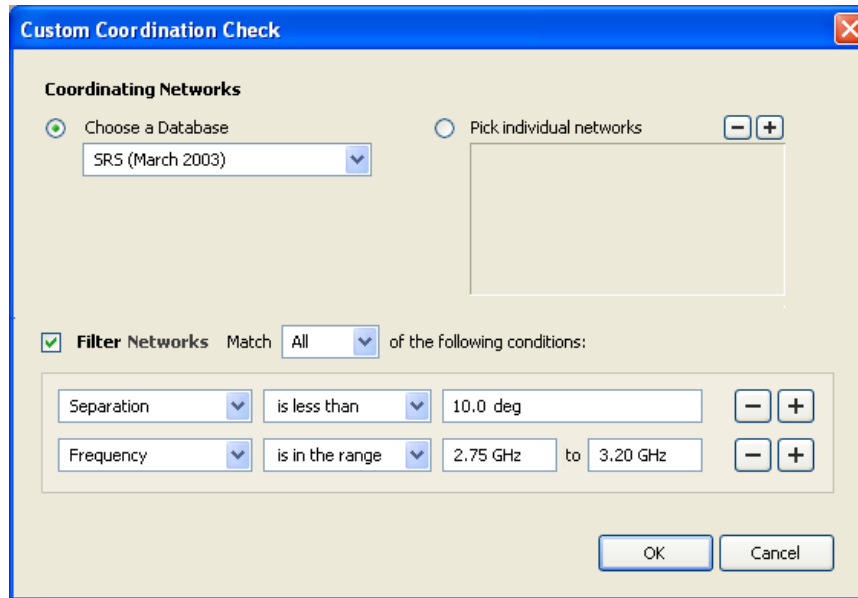 Custom Coordination Check
Coordinating Networks
Choose a Database
Pick individual networks
SRS (March 2003)
Filter Networks Match All of the following conditions:
Separation is less than 10.0 deg
Frequency is in the range 2.75 GHz to 3.20 GHz
OK Cancel